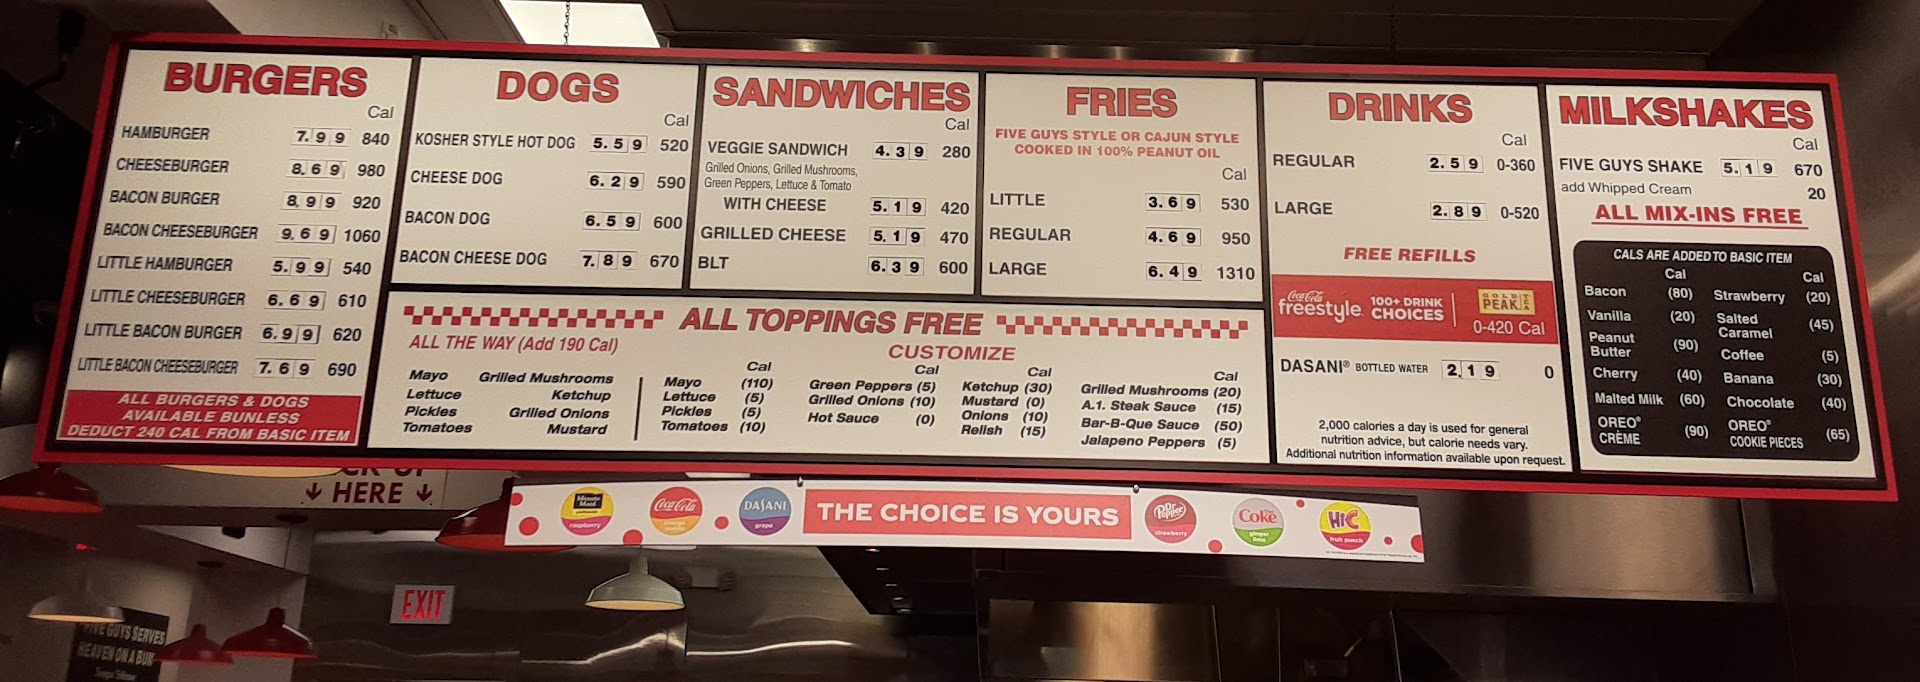 BURGERS
Cal
HAMBURGER 7.99 840
CHEESEBURGER 8.69 980
BACON BURGER 8.99 920
BACON CHEESEBURGER 9.69 1060
LITTLE HAMBURGER 5.99 540
LITTLE CHEESEBURGER 6.69 610
LITTLE BACON BURGER 6.99 620
LITTLE BACON CHEESEBURGER 7.69 690
ALL BURGERS & DOGS
AVAILABLE BUNLESS
DEDUCT 240 CAL FROM BASIC ITEM
DOGS
Cal
KOSHER STYLE HOT DOG 5.59 520
CHEESE DOG 6.29 590
BACON DOG 6.59 600
BACON CHEESE DOG 7.89 670
SANDWICHES
Cal
VEGGIE SANDWICH 4.39 280
Grilled Onions, Grilled Mushrooms,
Green Peppers, Lettuce & Tomato
WITH CHEESE 5.19 420
GRILLED CHEESE 5.19 470
BLT 6.39 600
FRIES
FIVE GUYS STYLE OR CAJUN STYLE
COOKED IN 100% PEANUT OIL
Cal
LITTLE 3.69 530
REGULAR 4.69 950
LARGE 6.49 1310
ALL TOPPINGS FREE
ALL THE WAY (Add 190 Cal)
Mayo Grilled Mushrooms
Lettuce Ketchup
Pickles Grilled Onions
Tomatoes Mustard
CUSTOMIZE
Cal
Mayo (110)
Lettuce (5)
Pickles (5)
Tomatoes (10)
Cal
Green Peppers (5)
Grilled Onions (10)
Hot Sauce (0)
Cal
Ketchup (30)
Mustard (0)
Onions (10)
Relish (15)
Cal
Grilled Mushrooms (20)
A.1. Steak Sauce (15)
Bar-B-Que Sauce (50)
Jalapeno Peppers (5)
DRINKS
Cal
REGULAR 2.59 0-360
LARGE 2.89 0-520
FREE REFILLS
Coca-Cola
freestyle
100+ DRINK
CHOICES
GOLD PEAK TEA
0-420 Cal
DASANI® BOTTLED WATER 2.19 0
2,000 calories a day is used for general
nutrition advice, but calorie needs vary.
Additional nutrition information available upon request.
MILKSHAKES
Cal
FIVE GUYS SHAKE 5.19 670
add Whipped Cream 20
ALL MIX-INS FREE
CALS ARE ADDED TO BASIC ITEM
Cal
Bacon (80)
Vanilla (20)
Peanut
Butter (90)
Cherry (40)
Malted Milk (60)
OREO®
CRÈME (90)
Cal
Strawberry (20)
Salted
Caramel (45)
Coffee (5)
Banana (30)
Chocolate (40)
OREO®
COOKIE PIECES (65)
HERE
Minute Maid
raspberry
Coca-Cola
DASANI
grape
THE CHOICE IS YOURS
Dr Pepper
strawberry
Coke
ginger
lime
Hi-C
fruit punch
EXIT
FIVE GUYS SERVES
HEAVEN ON A BUN